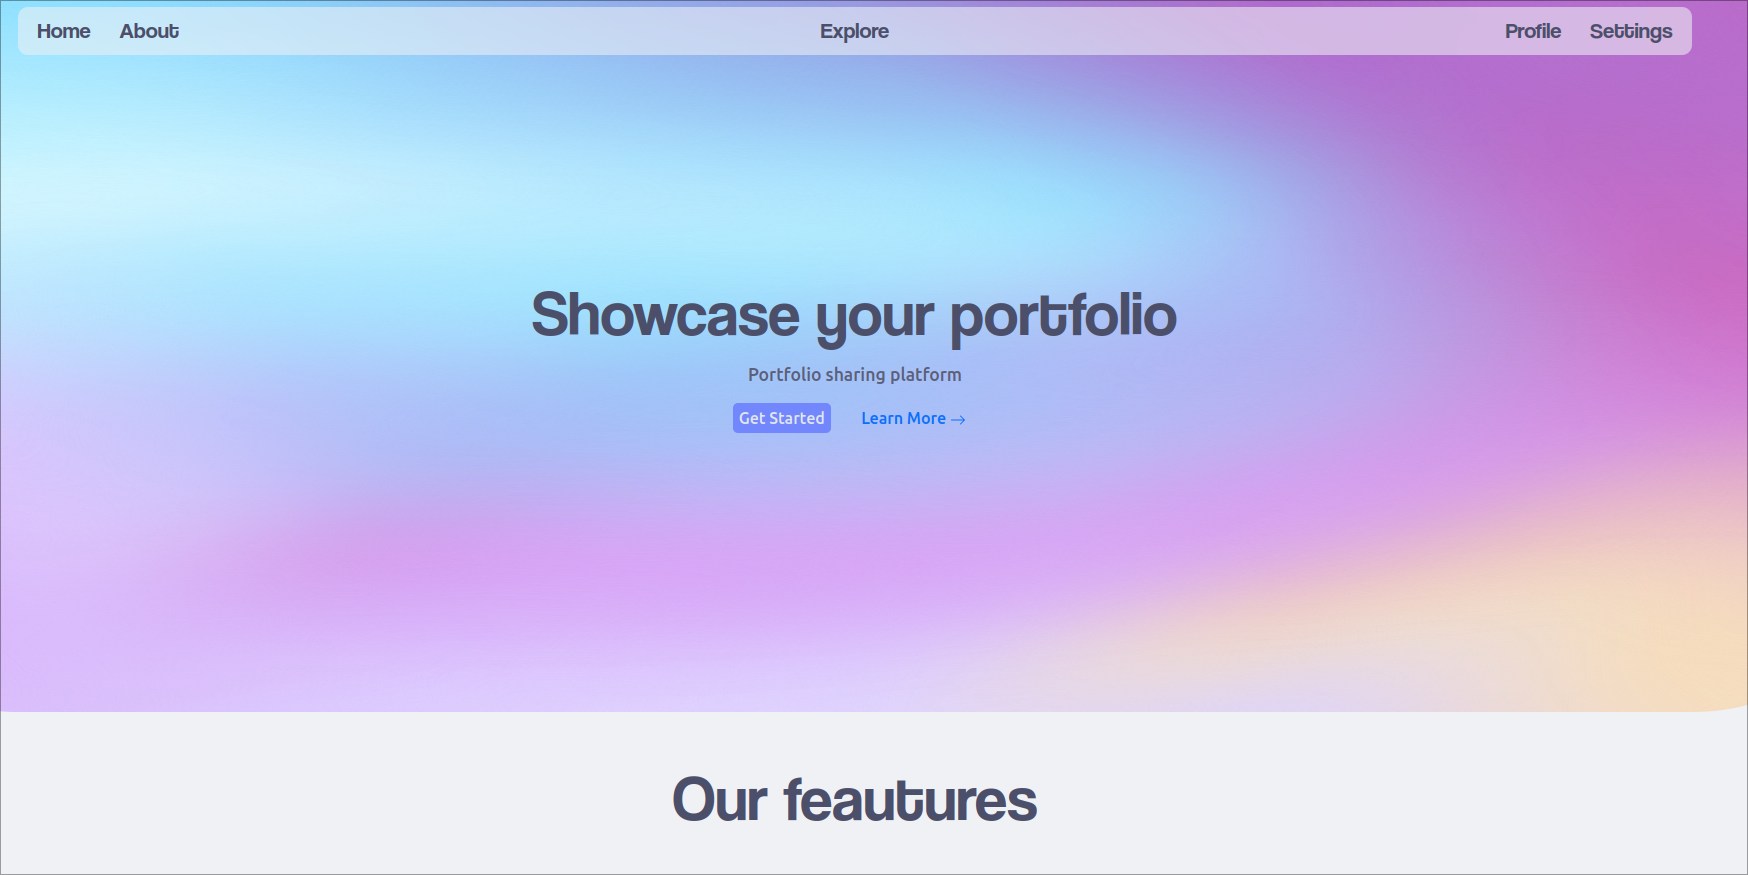 Home About Explore Profile Settings
Showcase your portfolio
Portfolio sharing platform
Get Started Learn More →
Our feautures